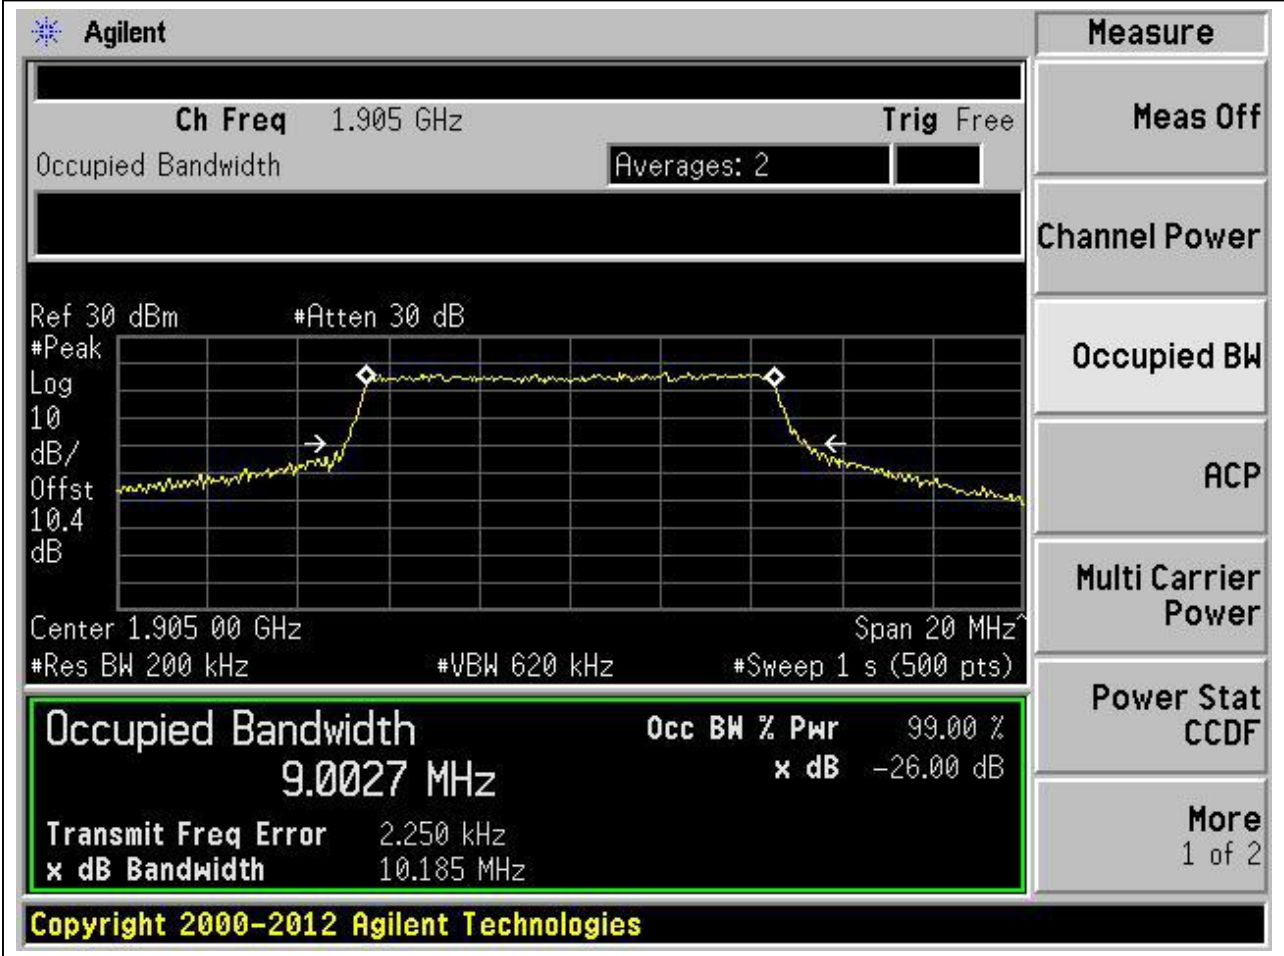 Agilent
Measure
Ch Freq 1.905 GHz Trig Free
Meas Off
Occupied Bandwidth Averages: 2
Channel Power
Ref 30 dBm #Atten 30 dB
#Peak
Log
10
dB/
Offst
10.4
dB
Occupied BW
ACP
Center 1.905 00 GHz Span 20 MHz^
#Res BW 200 kHz #VBW 620 kHz #Sweep 1 s (500 pts)
Multi Carrier
Power
Occupied Bandwidth Occ BW % Pwr 99.00 %
9.0027 MHz x dB -26.00 dB
Power Stat
CCDF
Transmit Freq Error 2.250 kHz
x dB Bandwidth 10.185 MHz
More
1 of 2
Copyright 2000-2012 Agilent Technologies